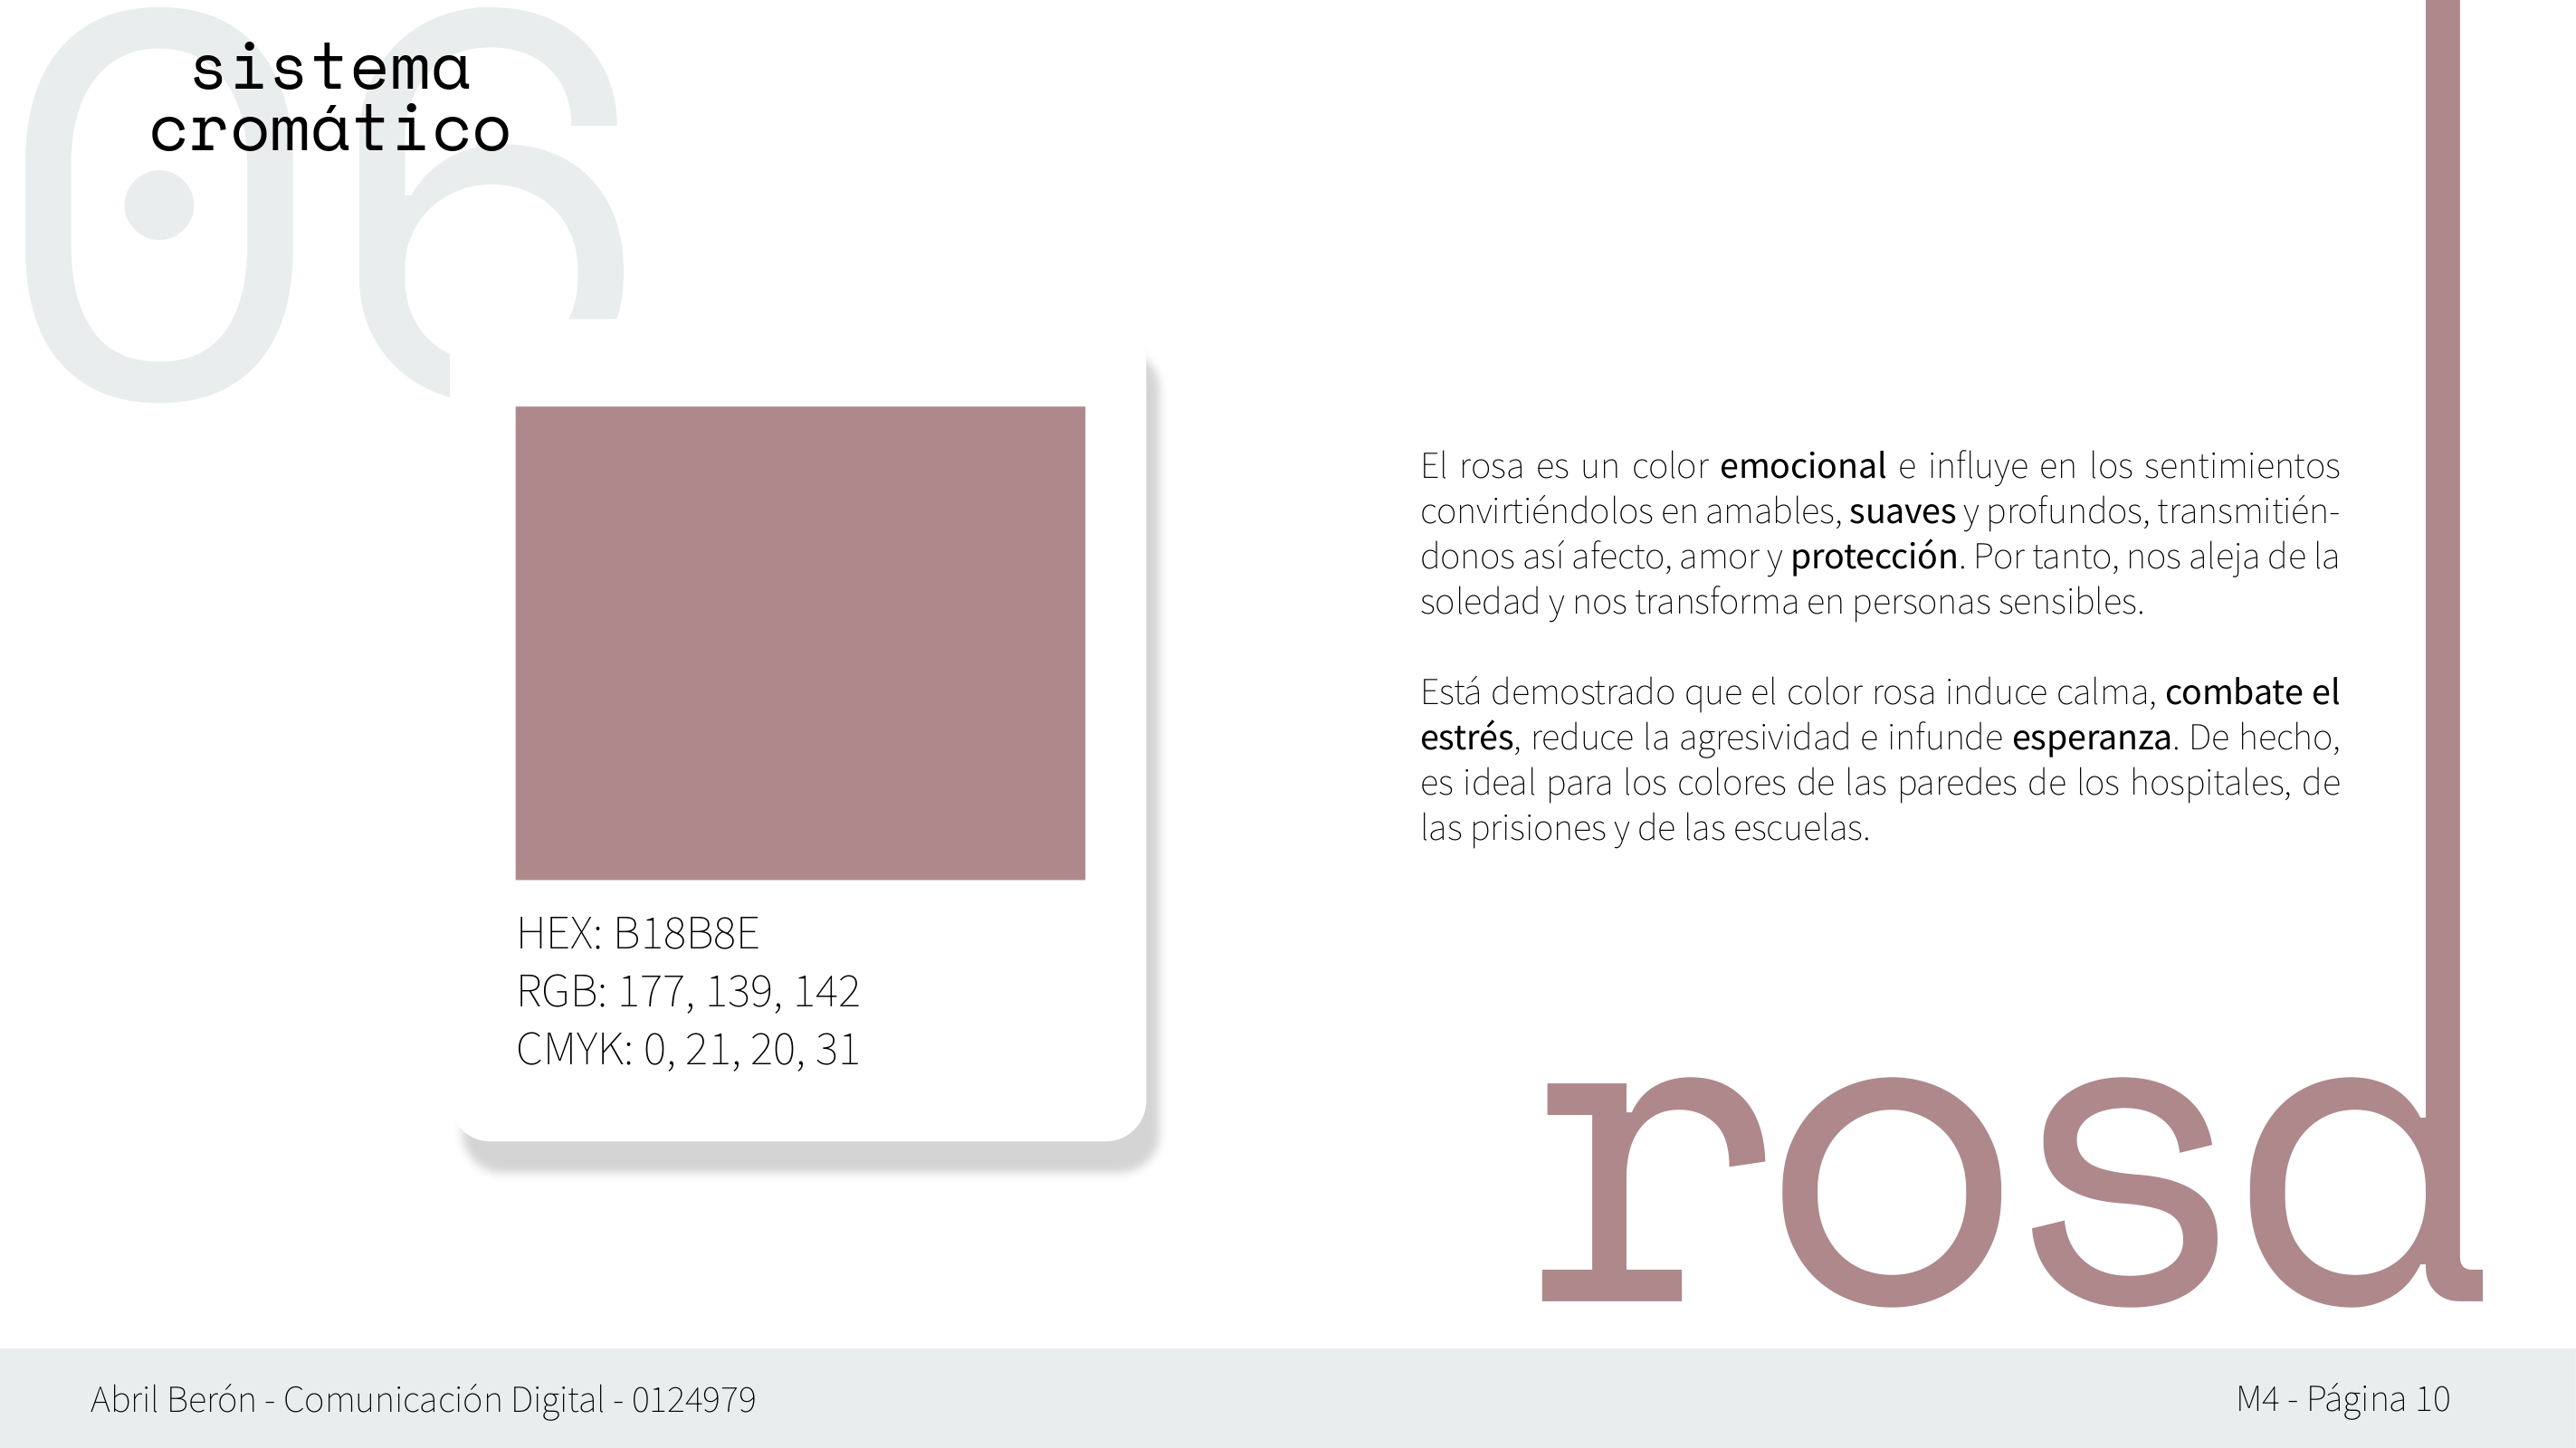 06
sistema
cromático
El rosa es un color emocional e influye en los sentimientos
convirtiéndolos en amables, suaves y profundos, transmitién-
donos así afecto, amor y protección. Por tanto, nos aleja de la
soledad y nos transforma en personas sensibles.
Está demostrado que el color rosa induce calma, combate el
estrés, reduce la agresividad e infunde esperanza. De hecho,
es ideal para los colores de las paredes de los hospitales, de
las prisiones y de las escuelas.
HEX: B18B8E
RGB: 177, 139, 142
CMYK: 0, 21, 20, 31
rosa
Abril Berón - Comunicación Digital - 0124979
M4 - Página 10